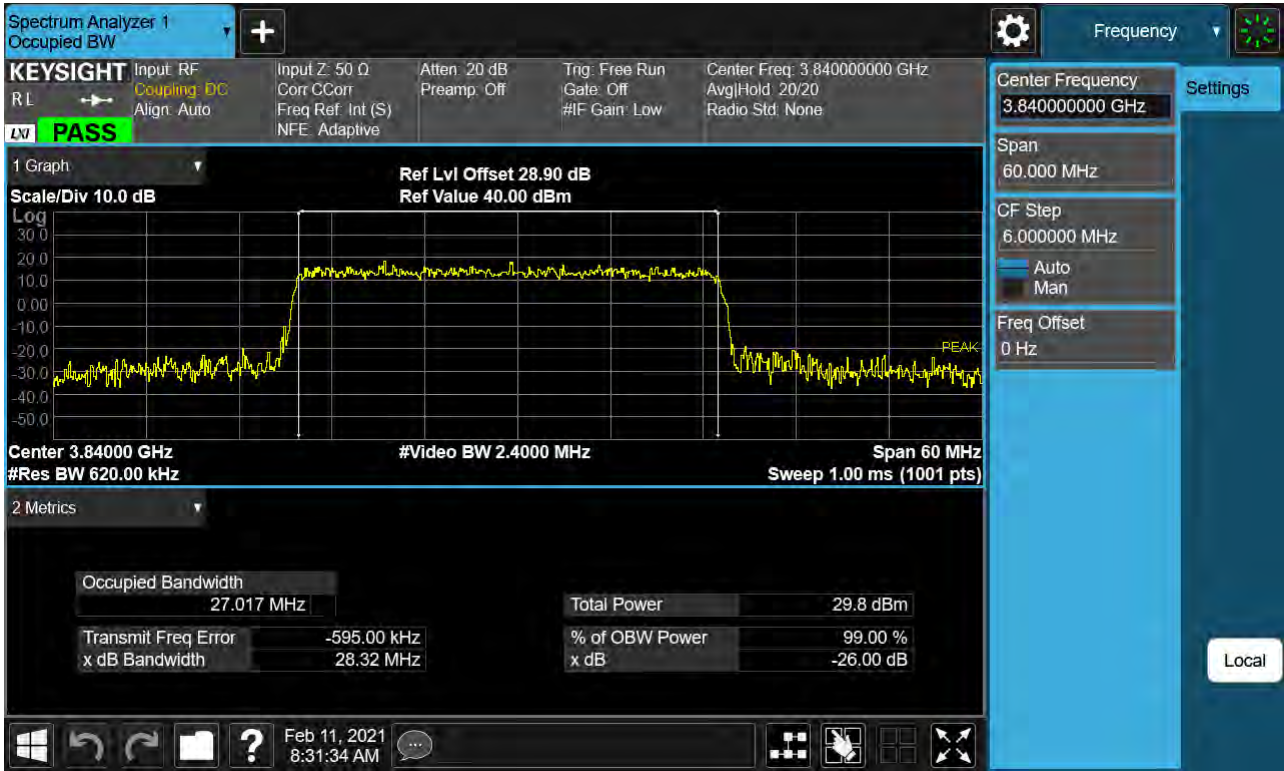 Spectrum Analyzer 1
Occupied BW
+
Frequency
KEYSIGHT
RL
LXI
PASS
Input: RF
Coupling: DC
Align: Auto
Input Z: 50 Ω
Corr CCorr
Freq Ref: Int (S)
NFE: Adaptive
Atten: 20 dB
Preamp: Off
Trig: Free Run
Gate: Off
#IF Gain: Low
Center Freq: 3.840000000 GHz
Avg|Hold: 20/20
Radio Std: None
Center Frequency
3.840000000 GHz
Settings
Span
60.000 MHz
CF Step
6.000000 MHz
Auto
Man
Freq Offset
0 Hz
Local
1 Graph
Scale/Div 10.0 dB
Ref Lvl Offset 28.90 dB
Ref Value 40.00 dBm
Log
30.0
20.0
10.0
0.00
-10.0
-20.0
-30.0
-40.0
-50.0
PEAK
Center 3.84000 GHz
#Video BW 2.4000 MHz
Span 60 MHz
#Res BW 620.00 kHz
Sweep 1.00 ms (1001 pts)
2 Metrics
Occupied Bandwidth
27.017 MHz
Total Power 29.8 dBm
Transmit Freq Error -595.00 kHz
% of OBW Power 99.00 %
x dB Bandwidth 28.32 MHz
x dB -26.00 dB
?
Feb 11, 2021
8:31:34 AM